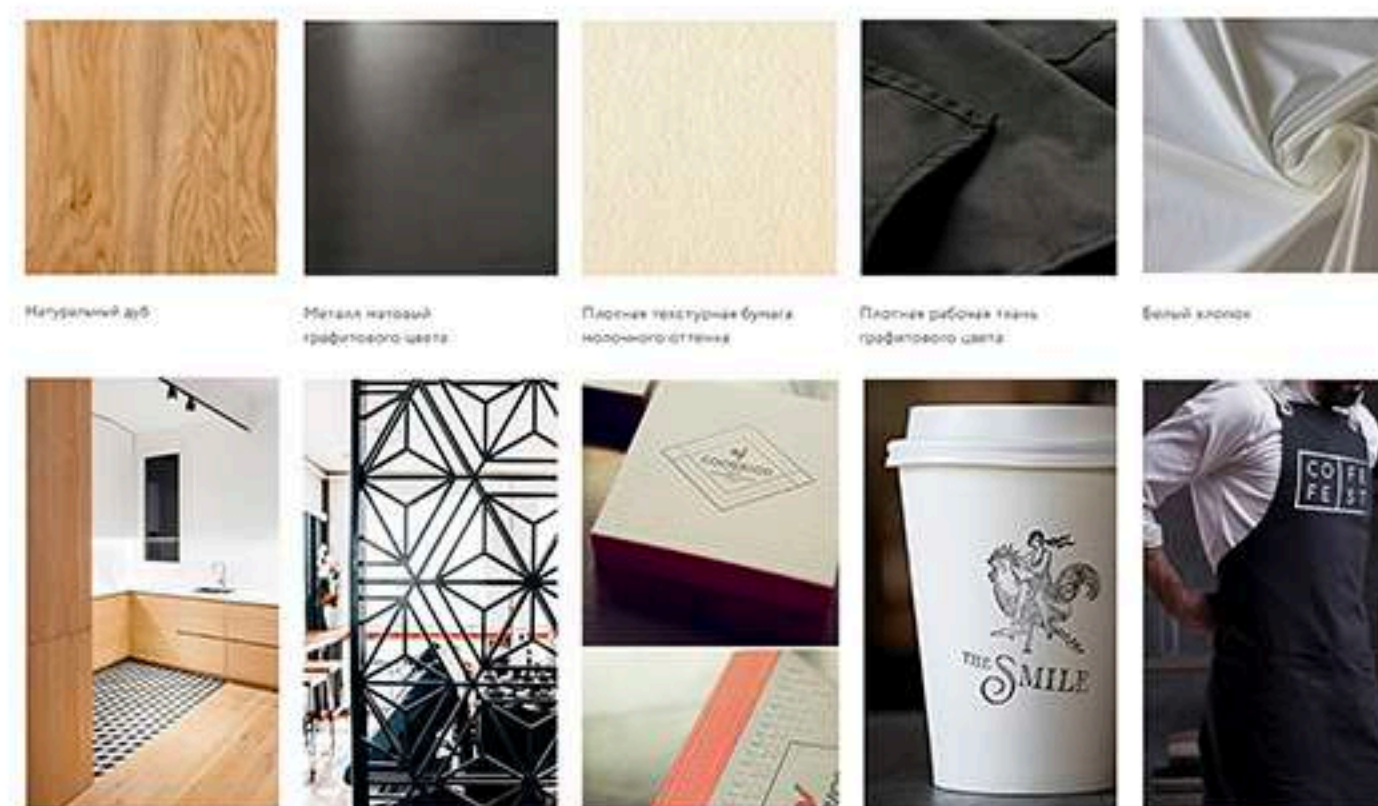 Натуральный дуб
Металл матовый
графитового цвета
Плотная текстурная бумага
молочного оттенка
Плотная рабочая ткань
графитового цвета
Белый хлопок
THE SMILE
CO FF
FE ST